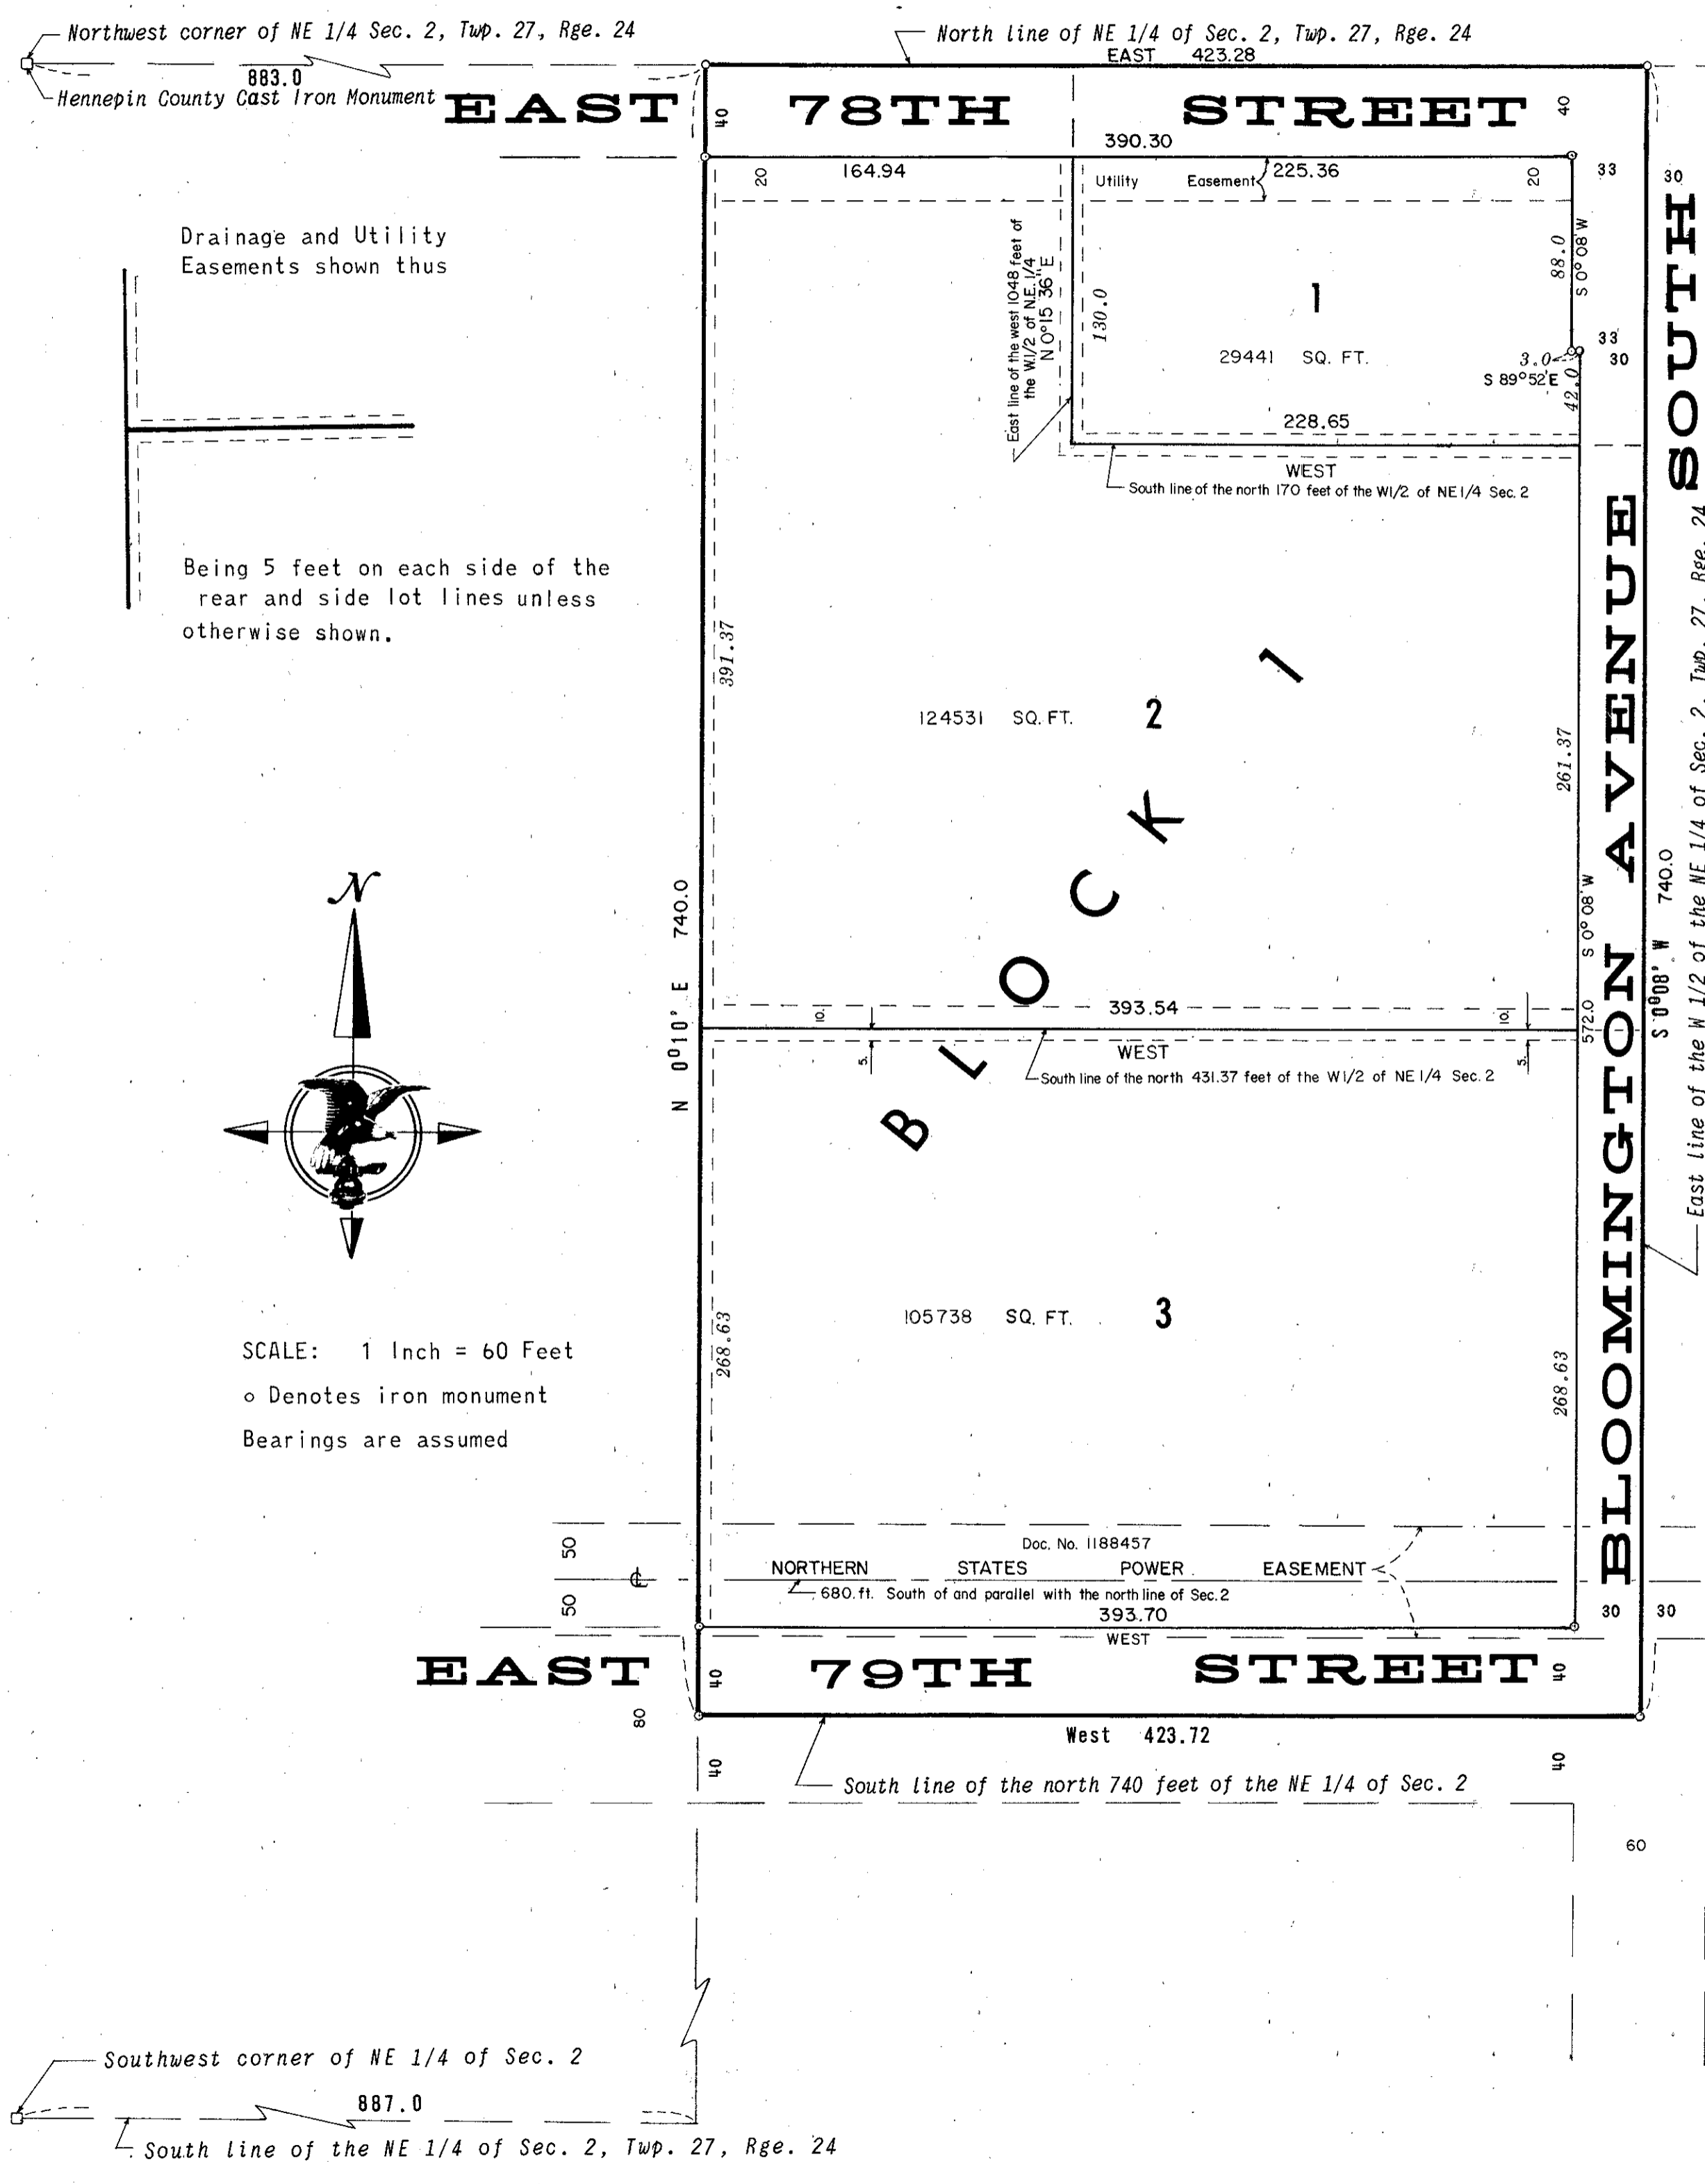 Northwest corner of NE 1/4 Sec. 2, Twp. 27, Rge. 24
North line of NE 1/4 of Sec. 2, Twp. 27, Rge. 24
EAST 423.28
883.0
Hennepin County Cast Iron Monument
EAST 78TH STREET
40
40
390.30
164.94
225.36
20
20
33
30
Utility Easement
Drainage and Utility
Easements shown thus
East line of the west 1048 feet of
the W.1/2 of N.E. 1/4
N 0°15'36"E
130.0
88.0
S 0°08'W
1
29441 SQ. FT.
33
3.0
30
S 89°52'E
42.0
228.65
WEST
South line of the north 170 feet of the W1/2 of NE1/4 Sec. 2
Being 5 feet on each side of the
rear and side lot lines unless
otherwise shown.
391.37
124531 SQ. FT.
2
261.37
BLOCK 1
BLOOMINGTON AVENUE SOUTH
East line of the W 1/2 of the NE 1/4 of Sec. 2, Twp. 27, Rge. 24
N
N 0°10' E 740.0
S 0°08' W 740.0
572.0 S 0°08' W
10.
393.54
10.
5.
WEST
5.
South line of the north 431.37 feet of the W1/2 of NE1/4 Sec. 2
105738 SQ. FT.
3
268.63
268.63
SCALE: 1 Inch = 60 Feet
o Denotes iron monument
Bearings are assumed
50
50
℄
Doc. No. 1188457
NORTHERN STATES POWER EASEMENT
680.ft. South of and parallel with the north line of Sec.2
393.70
30
30
WEST
EAST 79TH STREET
40
40
80
West 423.72
40
40
South line of the north 740 feet of the NE 1/4 of Sec. 2
60
Southwest corner of NE 1/4 of Sec. 2
887.0
South line of the NE 1/4 of Sec. 2, Twp. 27, Rge. 24